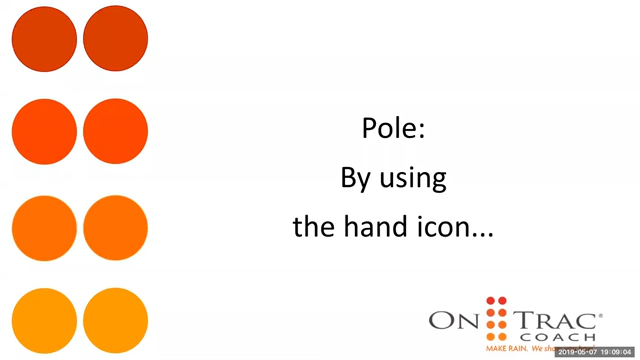 Pole:
By using
the hand icon...
ON TRAC®
COACH
MAKE RAIN. We sh
2019-05-07 19:09:04